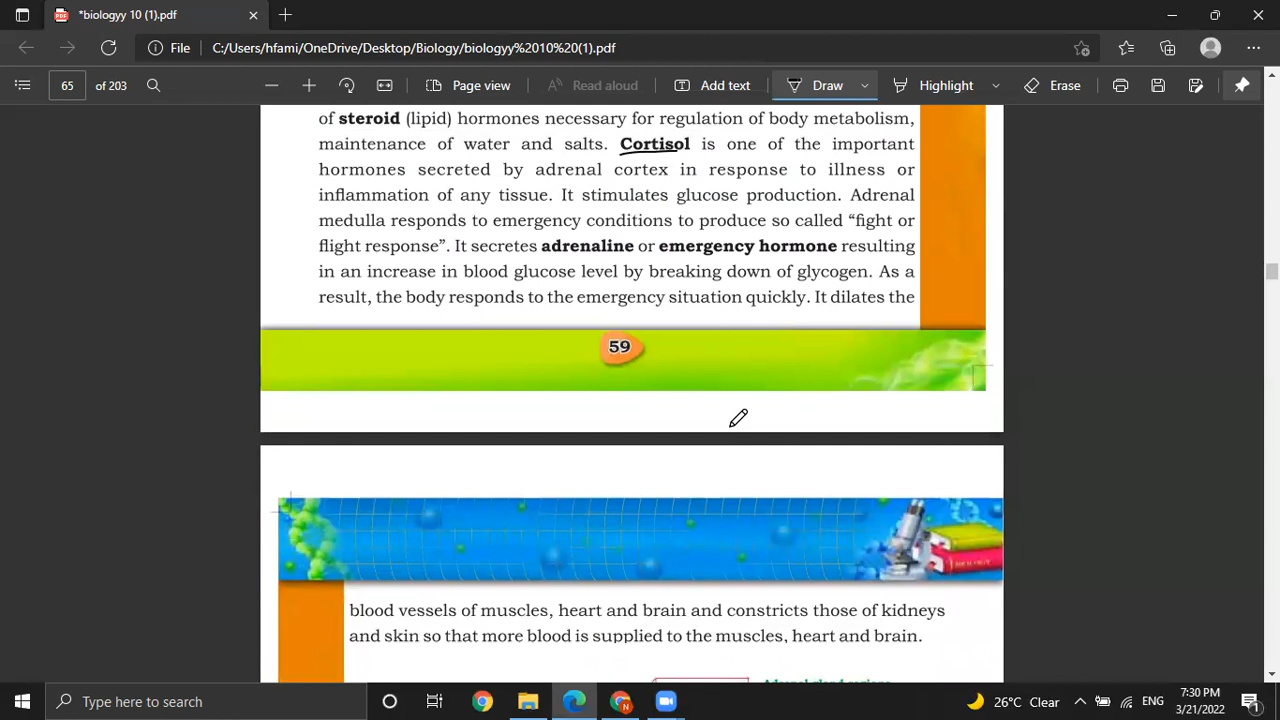 *biologyy 10 (1).pdf
File C:/Users/hfami/OneDrive/Desktop/Biology/biologyy%2010%20(1).pdf
65 of 203 Page view Read aloud Add text Draw Highlight Erase
of steroid (lipid) hormones necessary for regulation of body metabolism,
maintenance of water and salts. Cortisol is one of the important
hormones secreted by adrenal cortex in response to illness or
inflammation of any tissue. It stimulates glucose production. Adrenal
medulla responds to emergency conditions to produce so called “fight or
flight response”. It secretes adrenaline or emergency hormone resulting
in an increase in blood glucose level by breaking down of glycogen. As a
result, the body responds to the emergency situation quickly. It dilates the
59
blood vessels of muscles, heart and brain and constricts those of kidneys
and skin so that more blood is supplied to the muscles, heart and brain.
Adrenal gland regions
Type here to search 26°C Clear ENG 7:30 PM
3/21/2022